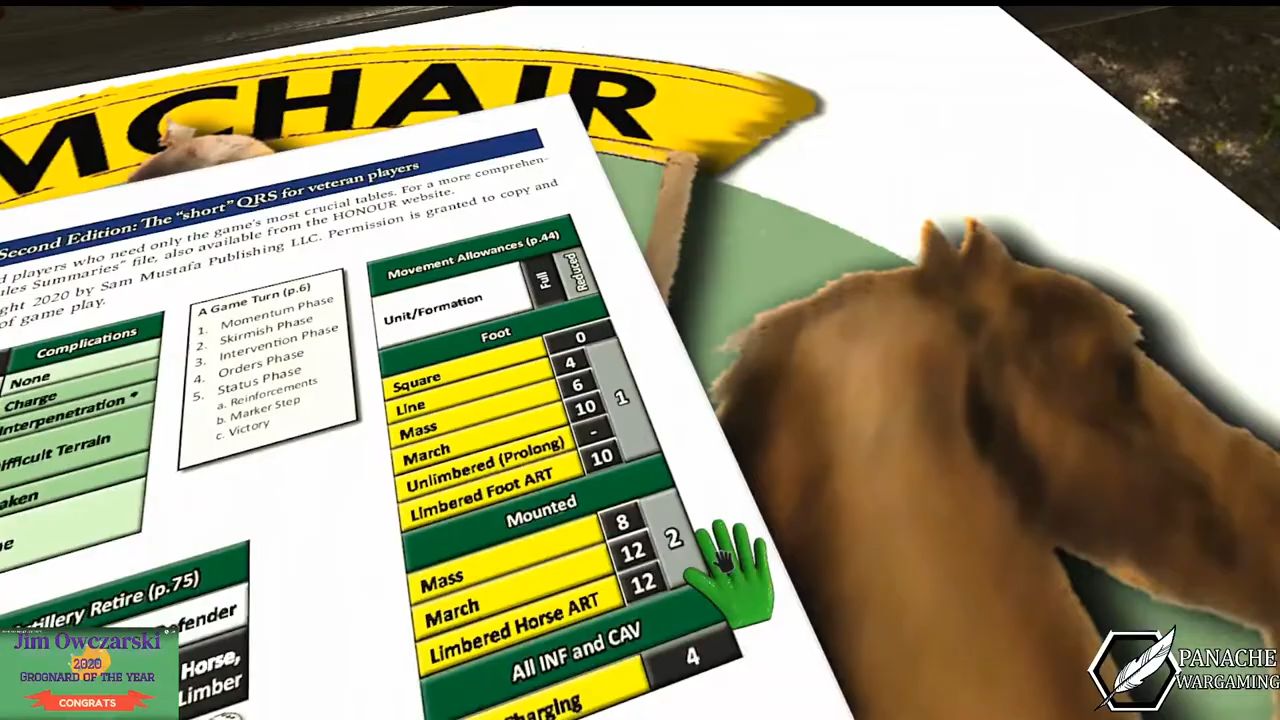 MCHAIR
Second Edition: The “short” QRS for veteran players
d players who need only the game's most crucial tables. For a more comprehen-
ules Summaries” file, also available from the HONOUR website.
ght 2020 by Sam Mustafa Publishing LLC. Permission is granted to copy and
of game play.
Complications
None
Charge
Interpenetration *
ifficult Terrain
aken
A Game Turn (p.6)
1. Momentum Phase
2. Skirmish Phase
3. Intervention Phase
4. Orders Phase
5. Status Phase
a. Reinforcements
b. Marker Step
c. Victory
Movement Allowances (p.44)
Unit/Formation Full Reduced
Foot
Square 0
Line 4
Mass 6
March 10
Unlimbered (Prolong) -
Limbered Foot ART 10
1
Mounted
Mass 8
March 12
Limbered Horse ART 12
2
All INF and CAV
Charging 4
tillery Retire (p.75)
efender
Horse,
Limber
Jim Owczarski
2020
GROGNARD OF THE YEAR
CONGRATS
PANACHE
WARGAMING